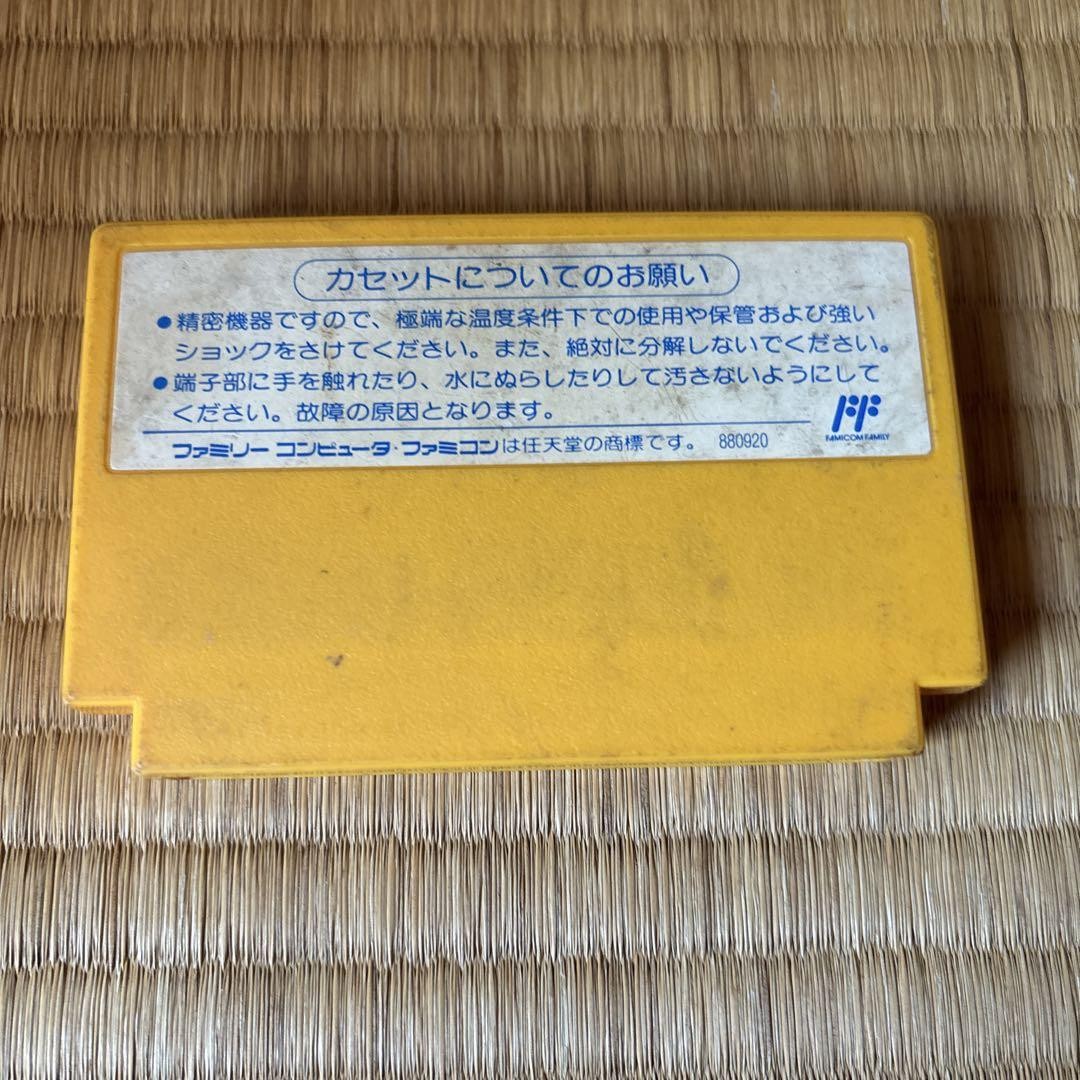 カセットについてのお願い
●精密機器ですので、極端な温度条件下での使用や保管および強い
ショックをさけてください。また、絶対に分解しないでください。
●端子部に手を触れたり、水にぬらしたりして汚さないようにして
ください。故障の原因となります。
FAMICOM FAMILY
ファミリー コンピュータ・ファミコンは任天堂の商標です。 880920